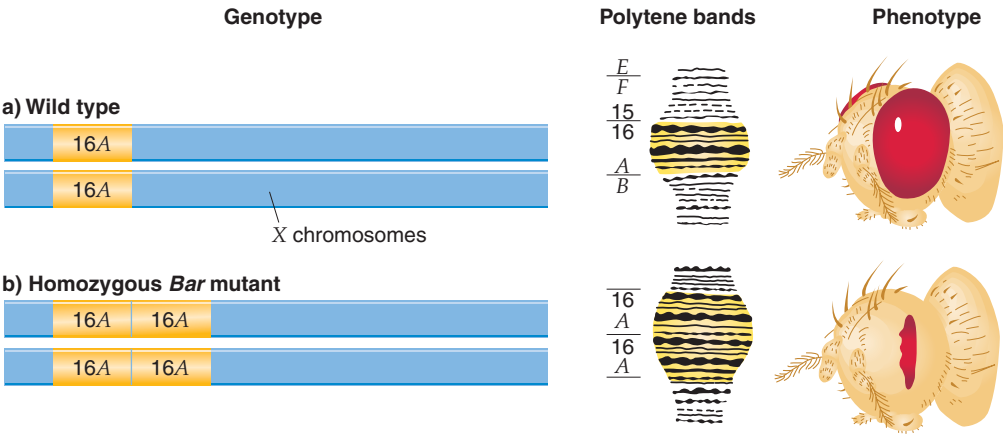 Genotype
Polytene bands
Phenotype
a) Wild type
16A
16A
X chromosomes
E
F
15
16
A
B
b) Homozygous Bar mutant
16A 16A
16A 16A
16
A
16
A